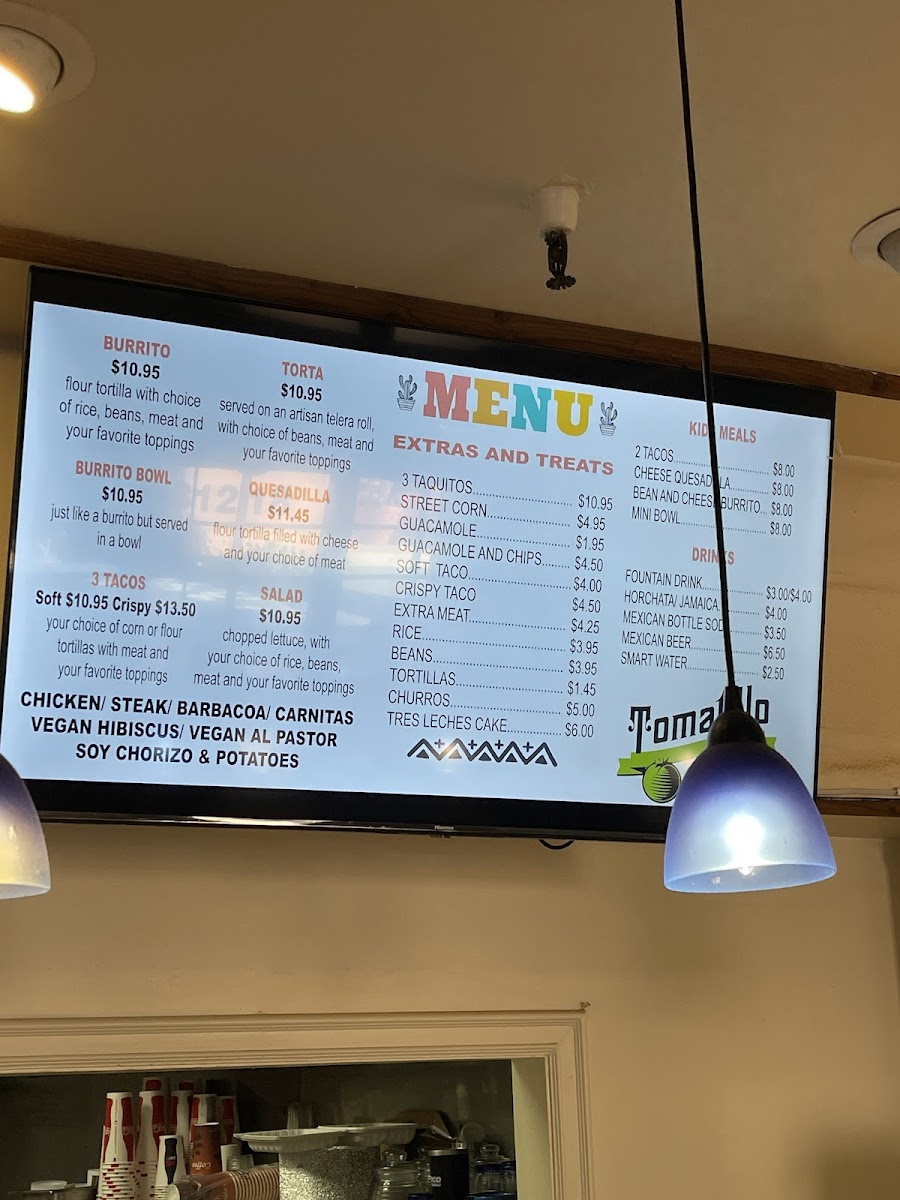 BURRITO
$10.95
flour tortilla with choice
of rice, beans, meat and
your favorite toppings
BURRITO BOWL
$10.95
just like a burrito but served
in a bowl
3 TACOS
Soft $10.95 Crispy $13.50
your choice of corn or flour
tortillas with meat and
your favorite toppings
TORTA
$10.95
served on an artisan telera roll,
with choice of beans, meat and
your favorite toppings
QUESADILLA
$11.45
flour tortilla filled with cheese
and your choice of meat
SALAD
$10.95
chopped lettuce, with
your choice of rice, beans,
meat and your favorite toppings
CHICKEN/ STEAK/ BARBACOA/ CARNITAS
VEGAN HIBISCUS/ VEGAN AL PASTOR
SOY CHORIZO & POTATOES
MENU
EXTRAS AND TREATS
3 TAQUITOS.......................... $10.95
STREET CORN...................... $4.95
GUACAMOLE......................... $1.95
GUACAMOLE AND CHIPS........ $4.50
SOFT TACO........................... $4.00
CRISPY TACO $4.50
EXTRA MEAT.......................... $4.25
RICE..................................... $3.95
BEANS................................... $3.95
TORTILLAS............................ $1.45
CHURROS.............................. $5.00
TRES LECHES CAKE.............. $6.00
KIDS MEALS
2 TACOS............................ $8.00
CHEESE QUESADILLA........... $8.00
BEAN AND CHEESE BURRITO... $8.00
MINI BOWL.......................... $8.00
DRINKS
FOUNTAIN DRINK.................. $3.00/$4.00
HORCHATA/ JAMAICA............ $4.00
MEXICAN BOTTLE SODA......... $3.50
MEXICAN BEER..................... $6.50
SMART WATER..................... $2.50
Tomatillo
Hisense